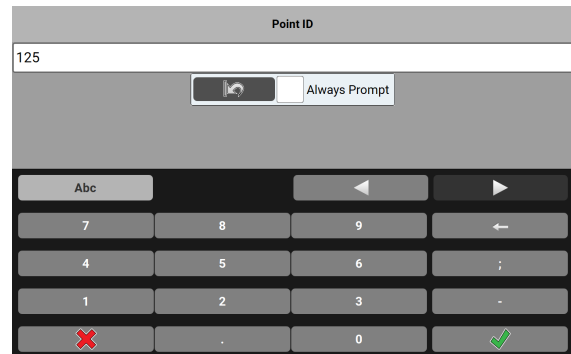 Point ID
125
Always Prompt
Abc
7 8 9
4 5 6 ;
1 2 3 -
. 0